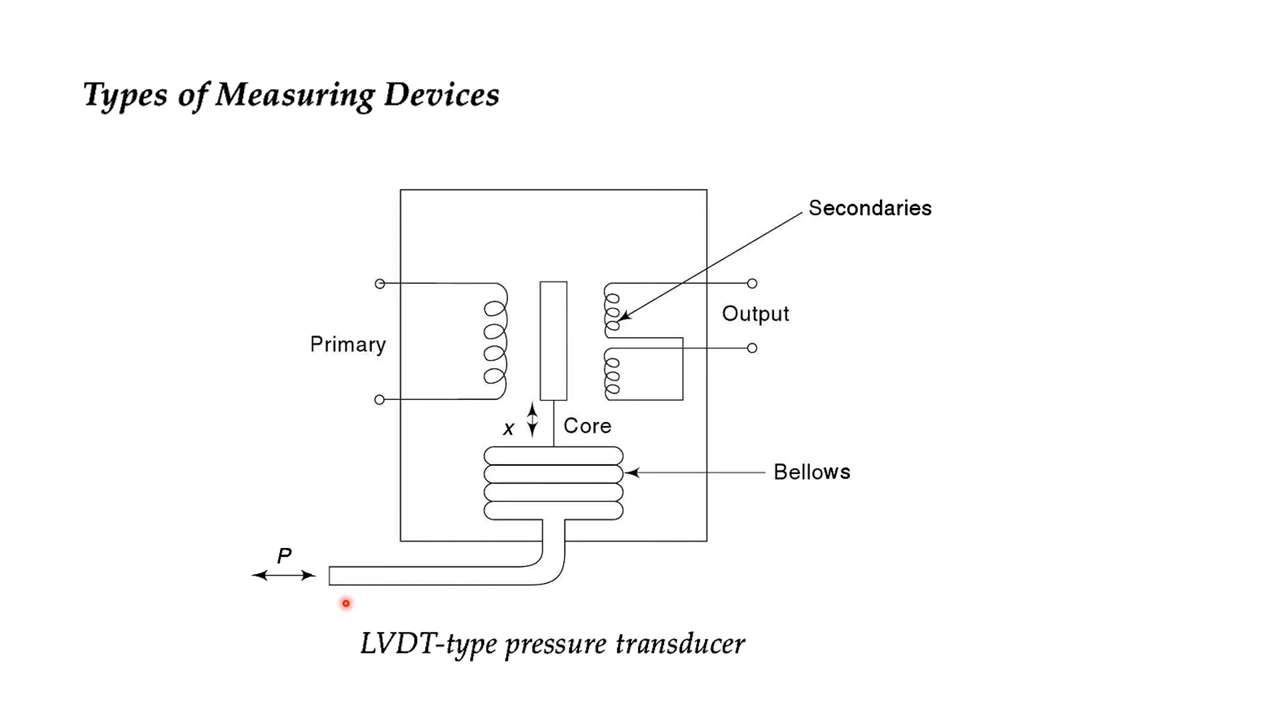 Types of Measuring Devices
Secondaries
Output
Primary
x
Core
Bellows
P
LVDT-type pressure transducer